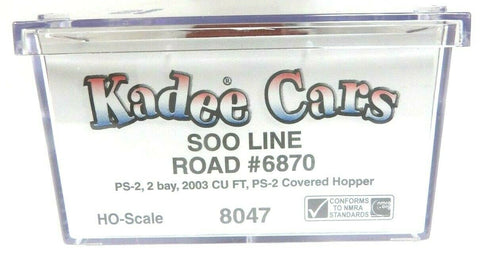 Kadee® Cars
SOO LINE
ROAD #6870
PS-2, 2 bay, 2003 CU FT, PS-2 Covered Hopper
HO-Scale 8047
CONFORMS
TO NMRA
STANDARDS